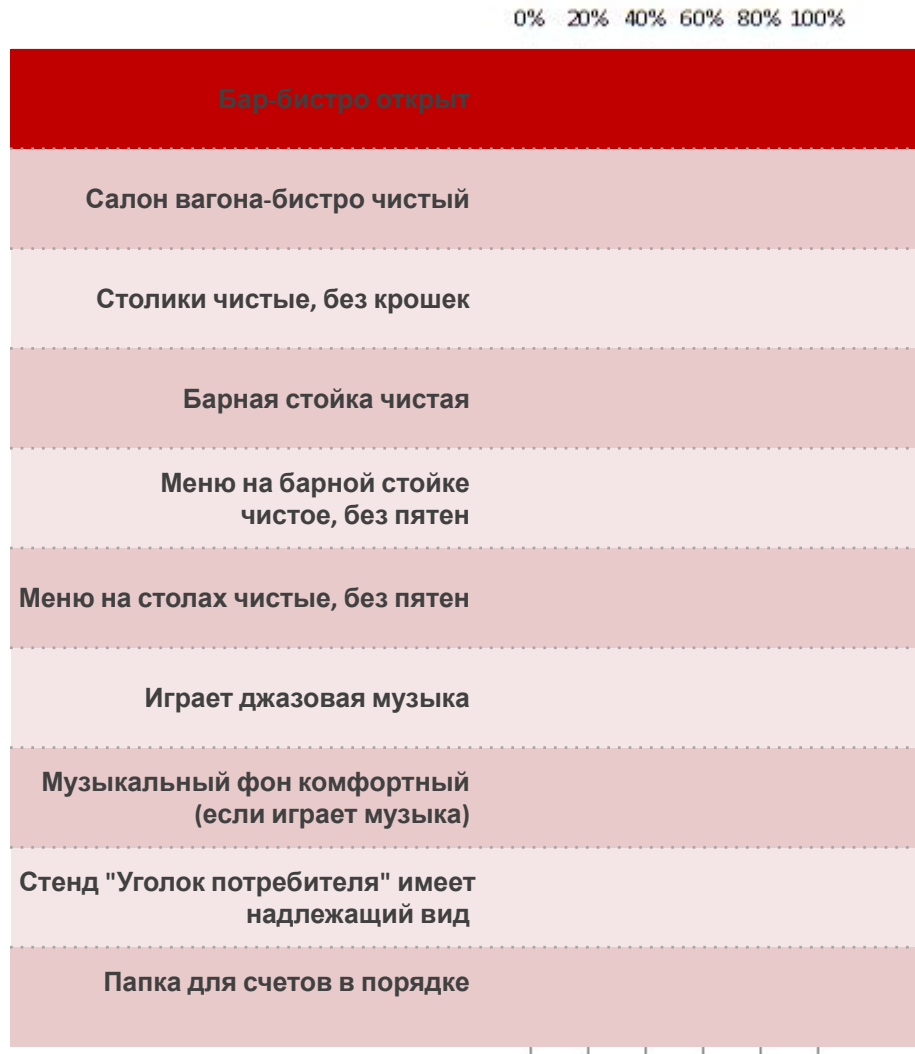 0% 20% 40% 60% 80% 100%
Бар-бистро открыт
Салон вагона-бистро чистый
Столики чистые, без крошек
Барная стойка чистая
Меню на барной стойке
чистое, без пятен
Меню на столах чистые, без пятен
Играет джазовая музыка
Музыкальный фон комфортный
(если играет музыка)
Стенд "Уголок потребителя" имеет
надлежащий вид
Папка для счетов в порядке